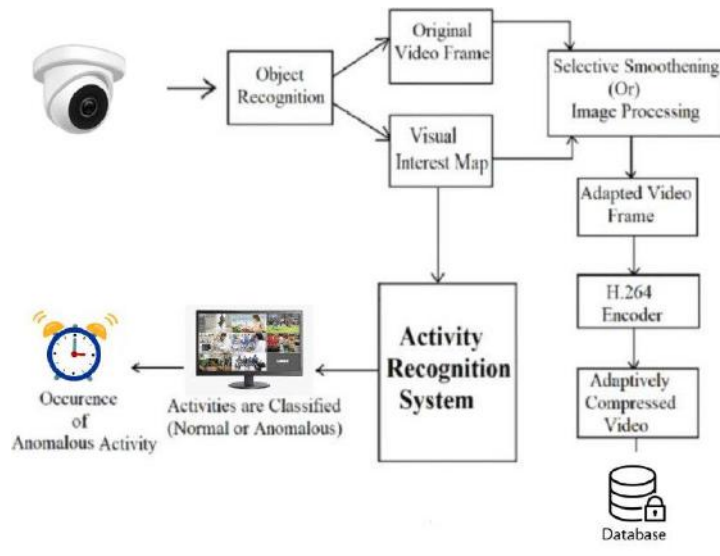 Object
Recognition
Original
Video Frame
Visual
Interest Map
Selective Smoothening
(Or)
Image Processing
Adapted Video
Frame
H.264
Encoder
Adaptively
Compressed
Video
Database
Activity
Recognition
System
Activities are Classified
(Normal or Anomalous)
Occurence
of
Anomalous Activity